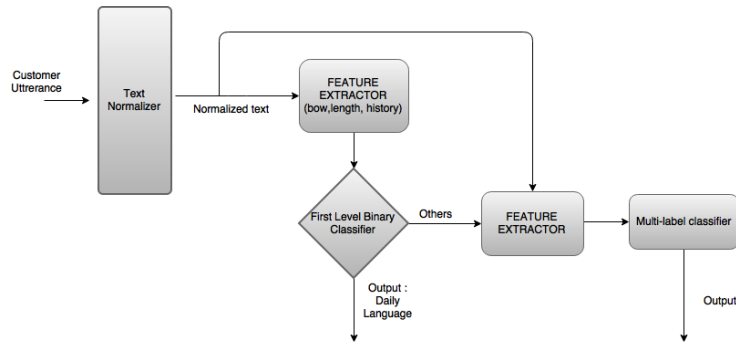 Customer
Uttrerance
Text
Normalizer
Normalized text
FEATURE
EXTRACTOR
(bow,length, history)
First Level Binary
Classifier
Others
FEATURE
EXTRACTOR
Multi-label classifier
Output :
Daily
Language
Output